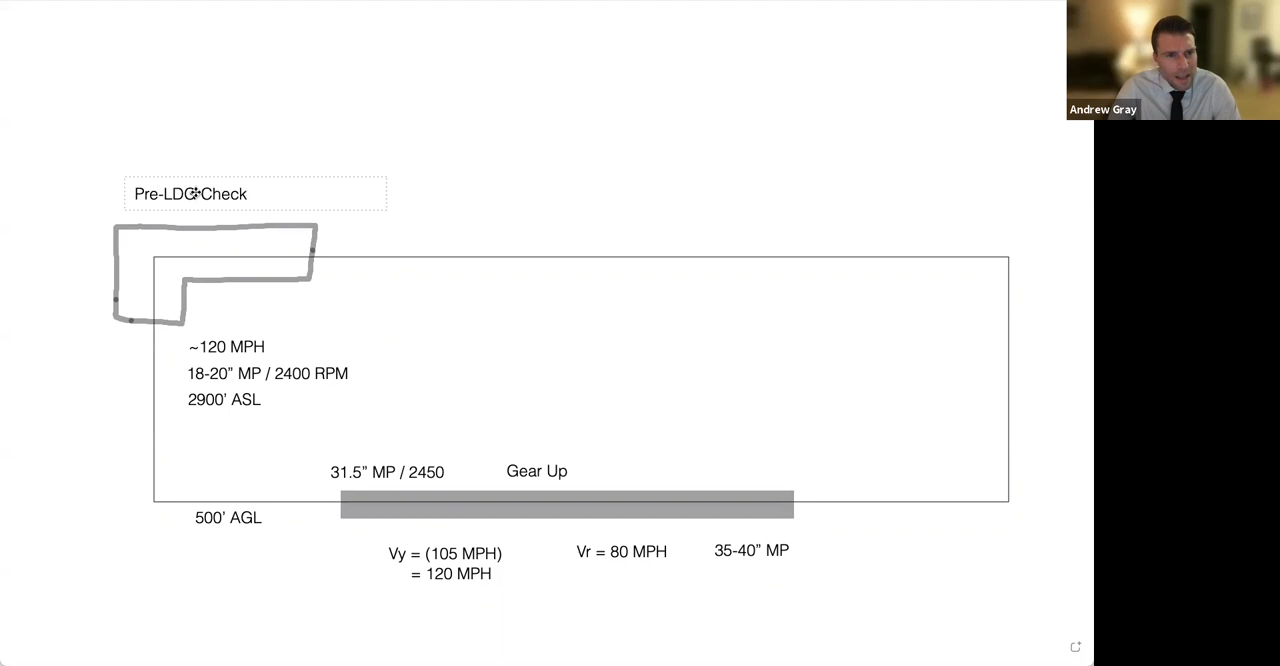 Andrew Gray
Pre-LDG Check
~120 MPH
18-20” MP / 2400 RPM
2900’ ASL
31.5” MP / 2450
Gear Up
500’ AGL
Vy = (105 MPH)
= 120 MPH
Vr = 80 MPH
35-40” MP